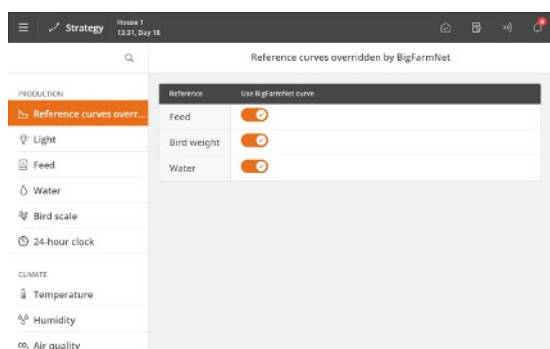 Strategy
House 1
13:31, Day 18
Reference curves overridden by BigFarmNet
PRODUCTION
Reference curves overr...
Light
Feed
Water
Bird scale
24-hour clock
CLIMATE
Temperature
Humidity
CO₂ Air quality
Reference Use BigFarmNet curve
Feed
Bird weight
Water